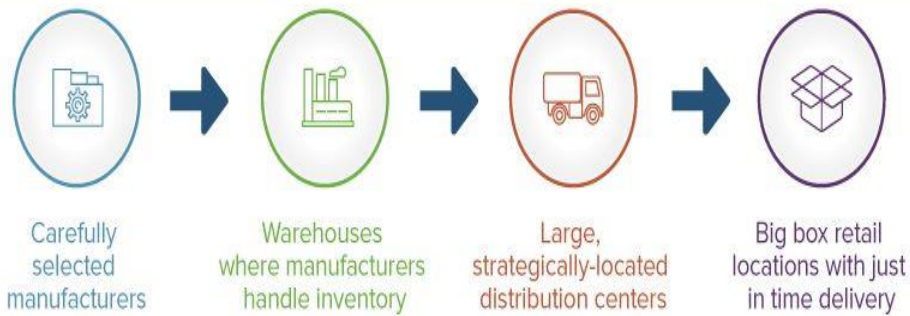 Carefully
selected
manufacturers
Warehouses
where manufacturers
handle inventory
Large,
strategically-located
distribution centers
Big box retail
locations with just
in time delivery